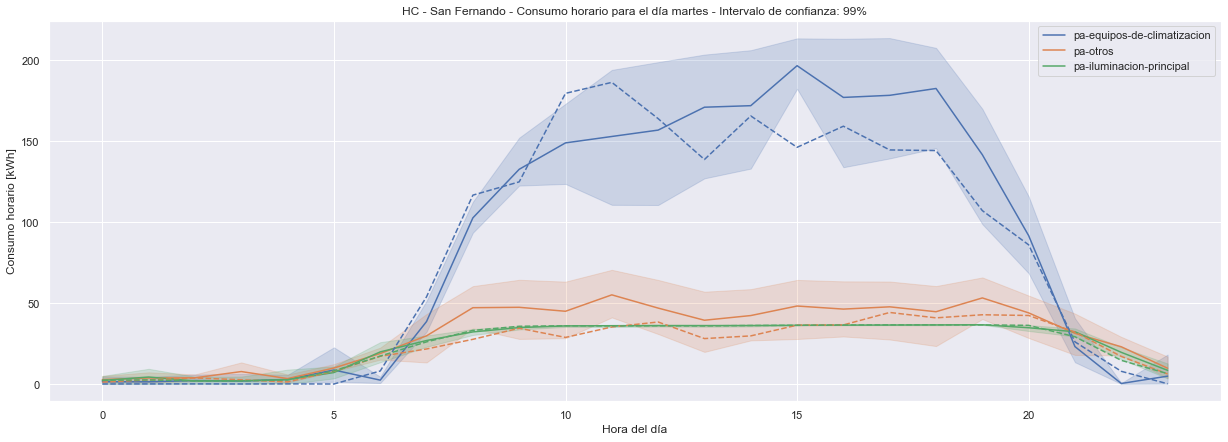 HC - San Fernando - Consumo horario para el día martes - Intervalo de confianza: 99%
pa-equipos-de-climatizacion
pa-otros
pa-iluminacion-principal
Consumo horario [kWh]
200
150
100
50
0
0 5 10 15 20
Hora del día